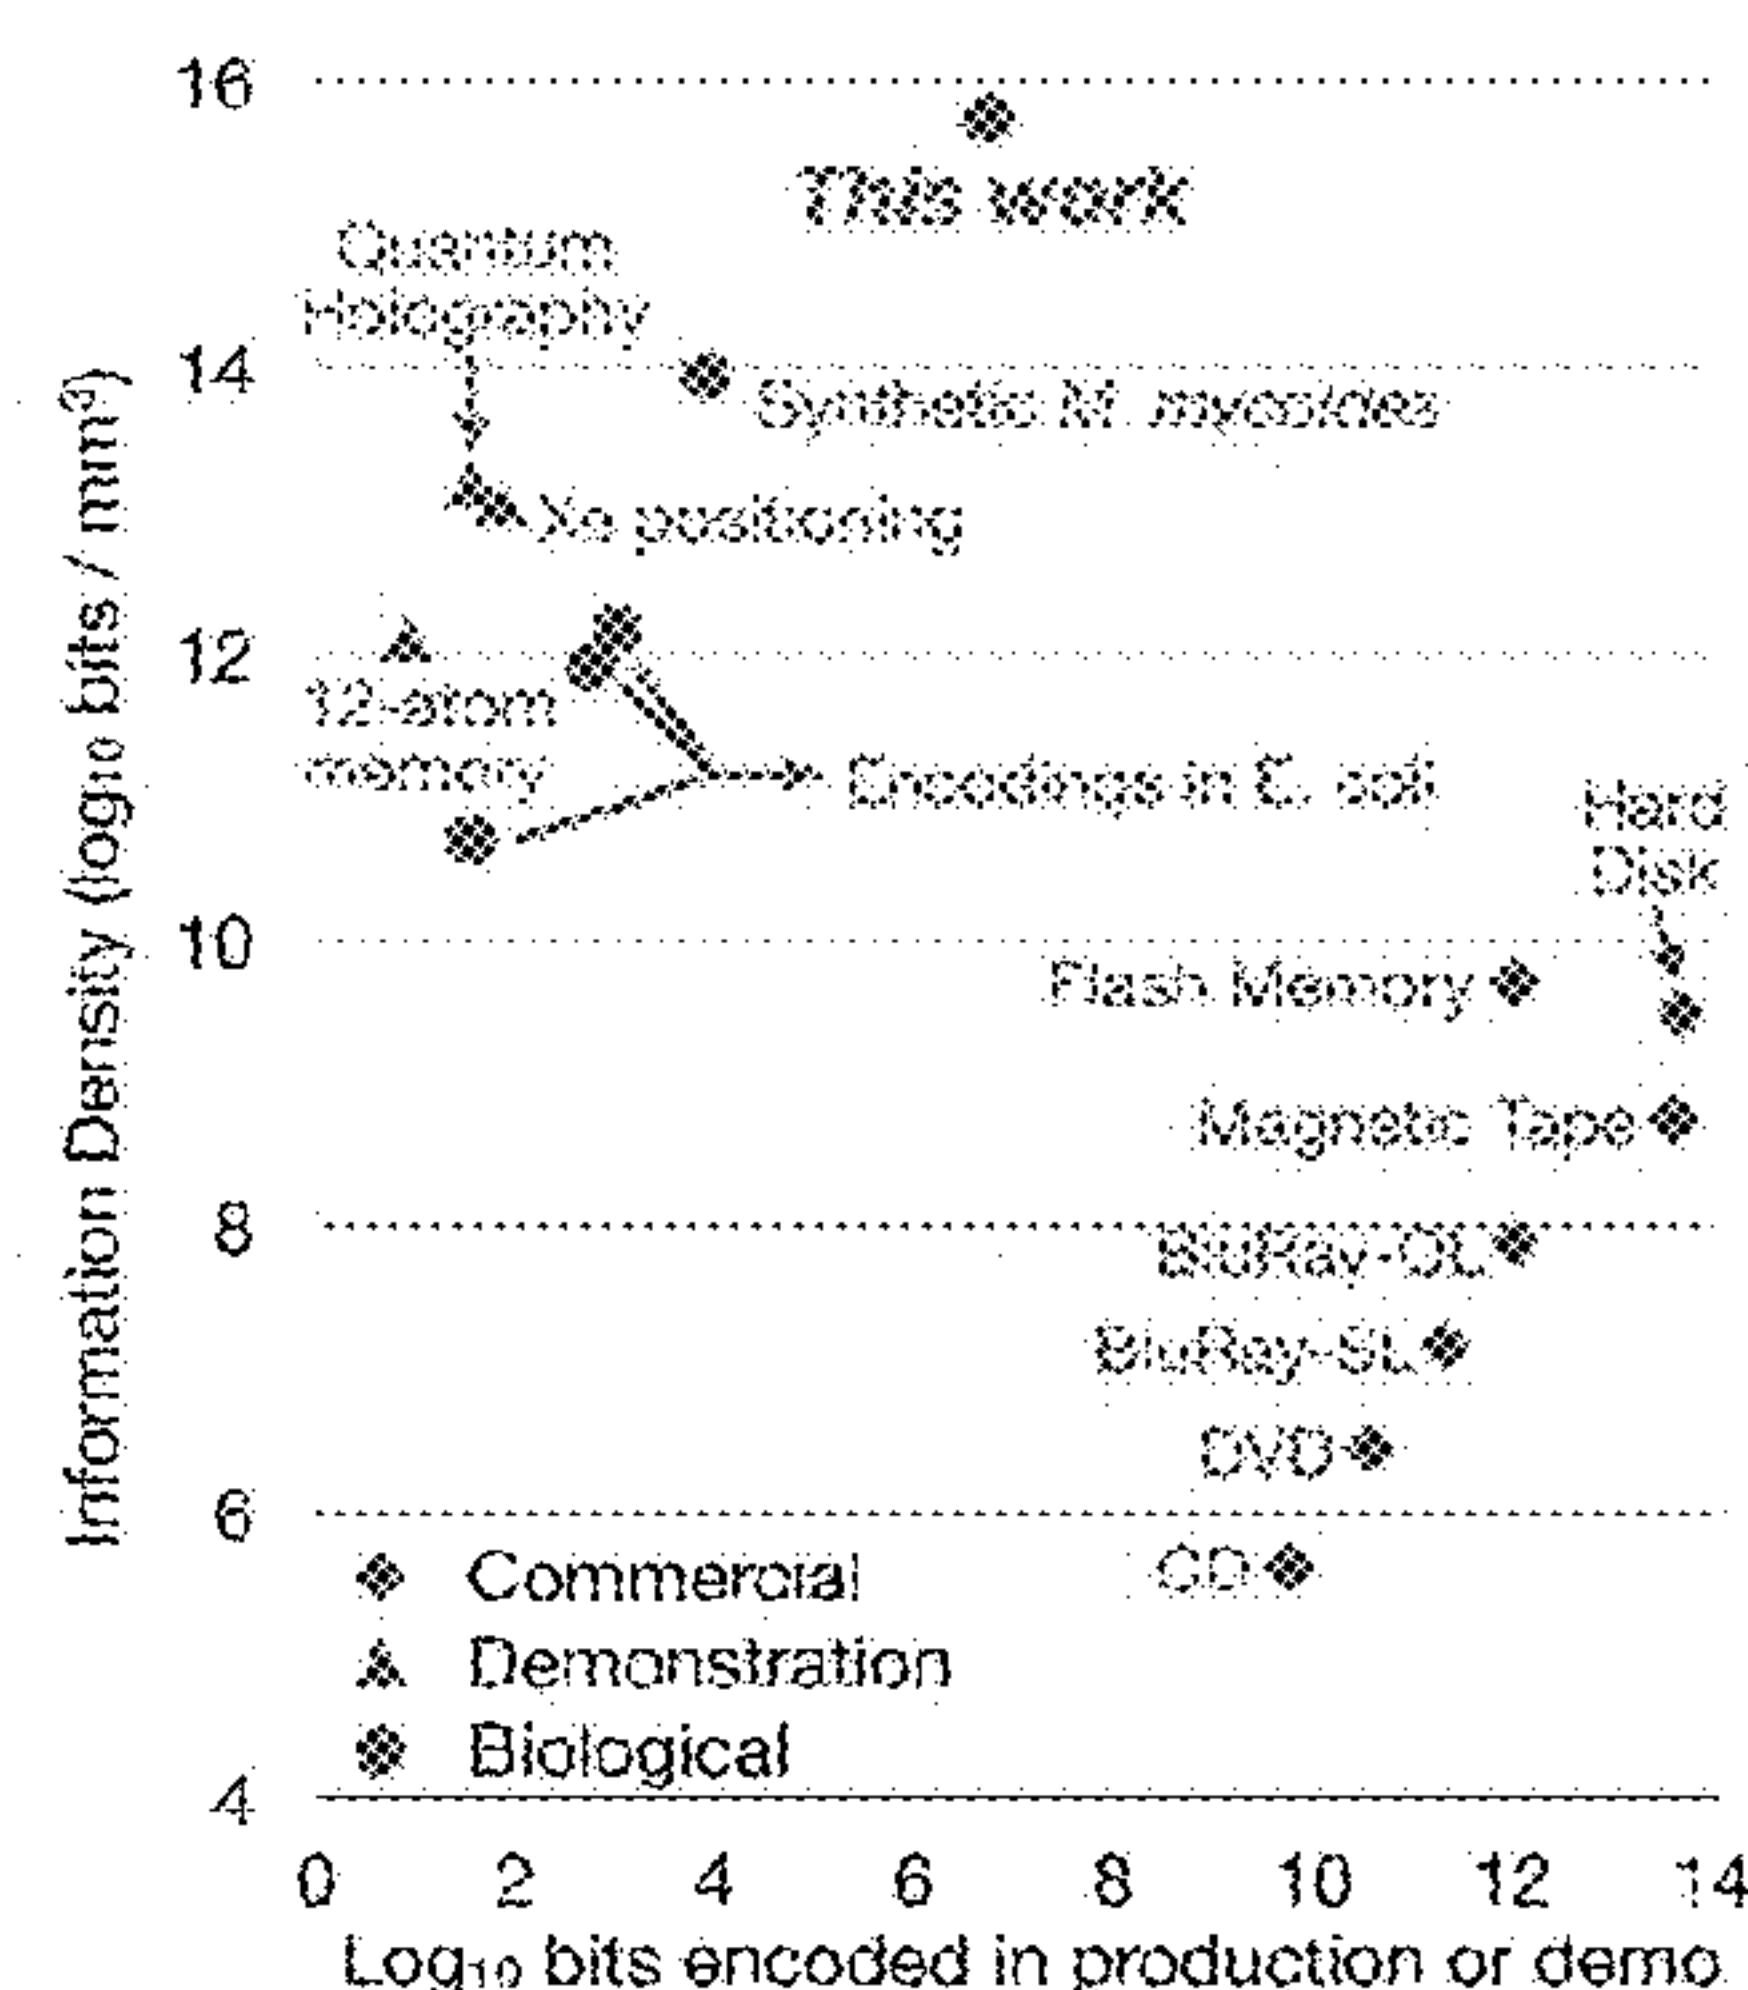 Information Density (log₁₀ bits / mm³)
16
This work
Quantum
Holography
14
Synthetic M. mycoides
Xe positioning
12
12-atom
memory
Encodings in E. coli
Hard
Disk
10
Flash Memory
Magnetic Tape
8
BluRay-DL
BluRay-SL
DVD
6
CD
Commercial
Demonstration
Biological
4
0 2 4 6 8 10 12 14
Log₁₀ bits encoded in production or demo